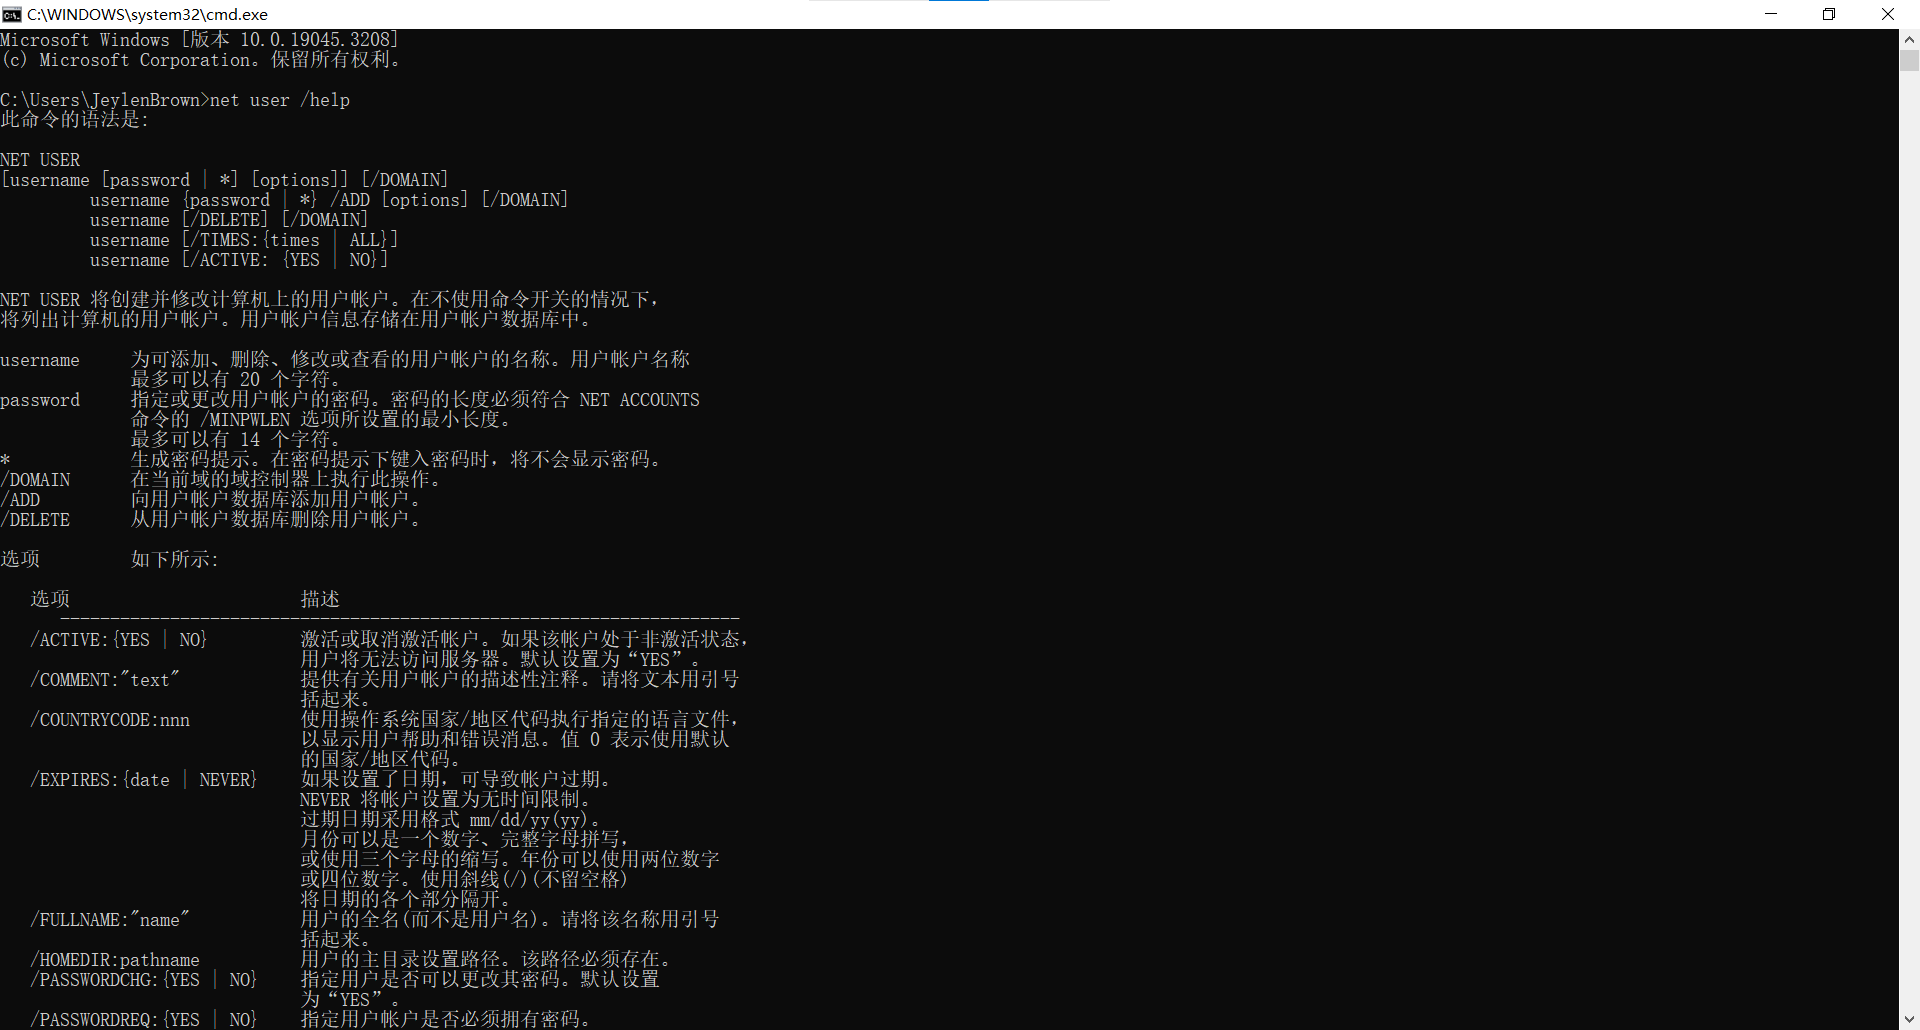 C:\WINDOWS\system32\cmd.exe
Microsoft Windows [版本 10.0.19045.3208]
(c) Microsoft Corporation。保留所有权利。
C:\Users\JeylenBrown>net user /help
此命令的语法是:
NET USER
[username [password | *] [options]] [/DOMAIN]
username {password | *} /ADD [options] [/DOMAIN]
username [/DELETE] [/DOMAIN]
username [/TIMES:{times | ALL}]
username [/ACTIVE: {YES | NO}]
NET USER 将创建并修改计算机上的用户帐户。在不使用命令开关的情况下，
将列出计算机的用户帐户。用户帐户信息存储在用户帐户数据库中。
username 为可添加、删除、修改或查看的用户帐户的名称。用户帐户名称
最多可以有 20 个字符。
password 指定或更改用户帐户的密码。密码的长度必须符合 NET ACCOUNTS
命令的 /MINPWLEN 选项所设置的最小长度。
最多可以有 14 个字符。
* 生成密码提示。在密码提示下键入密码时，将不会显示密码。
/DOMAIN 在当前域的域控制器上执行此操作。
/ADD 向用户帐户数据库添加用户帐户。
/DELETE 从用户帐户数据库删除用户帐户。
选项 如下所示:
选项 描述
--------------------------------------------------------------------
/ACTIVE:{YES | NO} 激活或取消激活帐户。如果该帐户处于非激活状态，
用户将无法访问服务器。默认设置为“YES”。
/COMMENT:"text" 提供有关用户帐户的描述性注释。请将文本用引号
括起来。
/COUNTRYCODE:nnn 使用操作系统国家/地区代码执行指定的语言文件，
以显示用户帮助和错误消息。值 0 表示使用默认
的国家/地区代码。
/EXPIRES:{date | NEVER} 如果设置了日期，可导致帐户过期。
NEVER 将帐户设置为无时间限制。
过期日期采用格式 mm/dd/yy(yy)。
月份可以是一个数字、完整字母拼写，
或使用三个字母的缩写。年份可以使用两位数字
或四位数字。使用斜线(/)(不留空格)
将日期的各个部分隔开。
/FULLNAME:"name" 用户的全名(而不是用户名)。请将该名称用引号
括起来。
/HOMEDIR:pathname 用户的主目录设置路径。该路径必须存在。
/PASSWORDCHG:{YES | NO} 指定用户是否可以更改其密码。默认设置
为“YES”。
/PASSWORDREQ:{YES | NO} 指定用户帐户是否必须拥有密码。